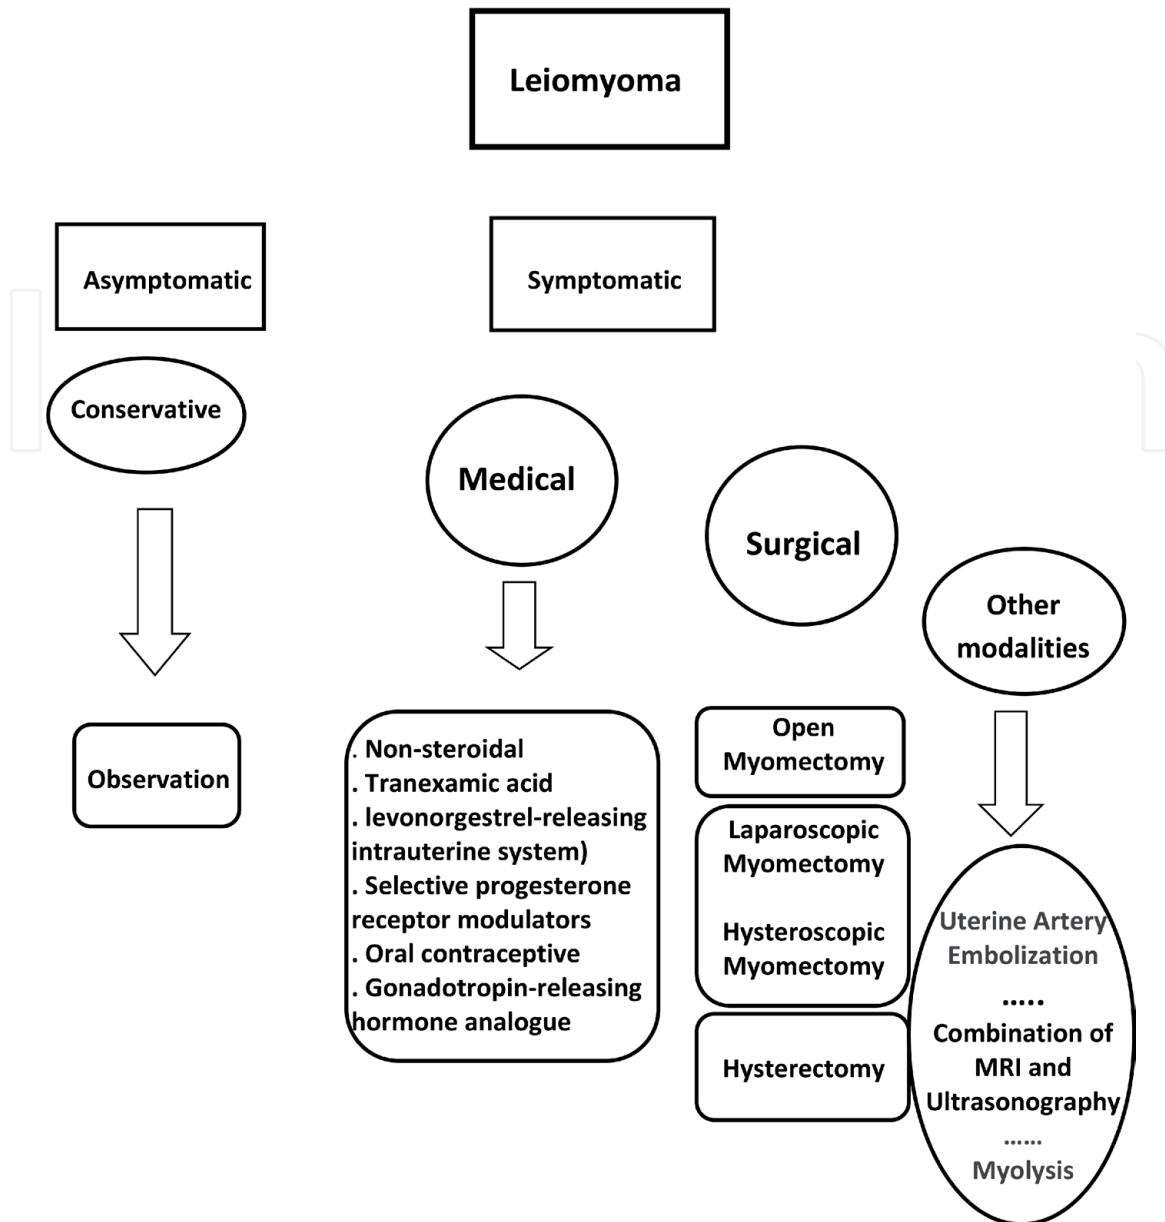 Leiomyoma
Asymptomatic
Symptomatic
Conservative
Medical
Surgical
Other
modalities
Observation
. Non-steroidal
. Tranexamic acid
. levonorgestrel-releasing
intrauterine system)
. Selective progesterone
receptor modulators
. Oral contraceptive
. Gonadotropin-releasing
hormone analogue
Open
Myomectomy
Laparoscopic
Myomectomy
Hysteroscopic
Myomectomy
Hysterectomy
Uterine Artery
Embolization
.....
Combination of
MRI and
Ultrasonography
......
Myolysis